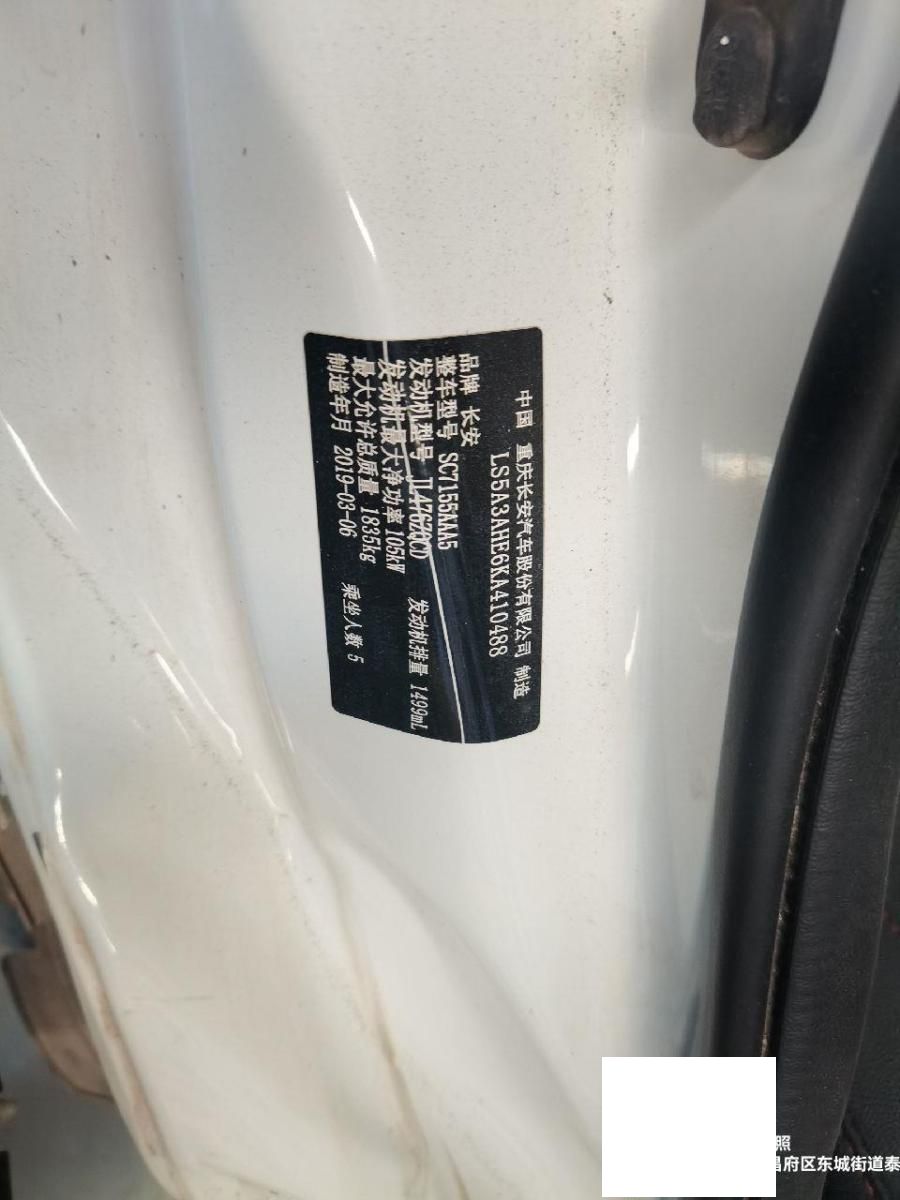 中国 重庆长安汽车股份有限公司 制造
LS5A3AHE6KA410488
品牌 长安
整车型号 SC7155AAA5
发动机型号 JL476ZQCD 发动机排量 1499mL
发动机最大净功率 105kW
最大允许总质量 1835kg
制造年月 2019-03-06 乘坐人数 5
照
昌府区东城街道泰